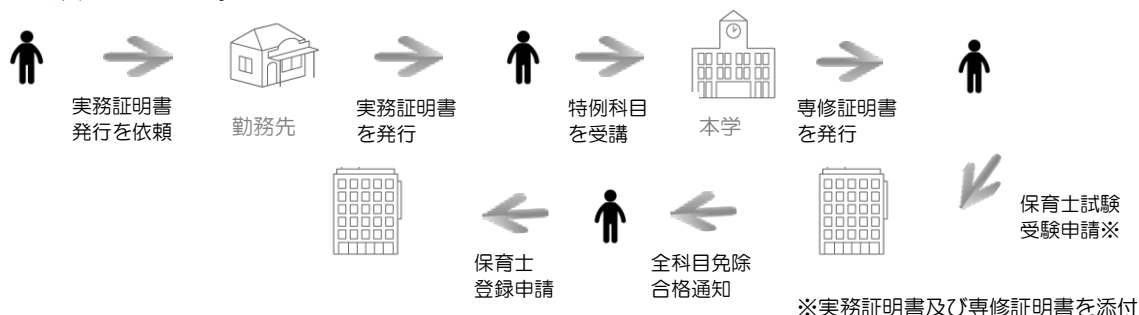 実務証明書
発行を依頼
勤務先
実務証明書
を発行
特例科目
を受講
本学
専修証明書
を発行
保育士試験
受験申請※
全科目免除
合格通知
保育士
登録申請
※実務証明書及び専修証明書を添付